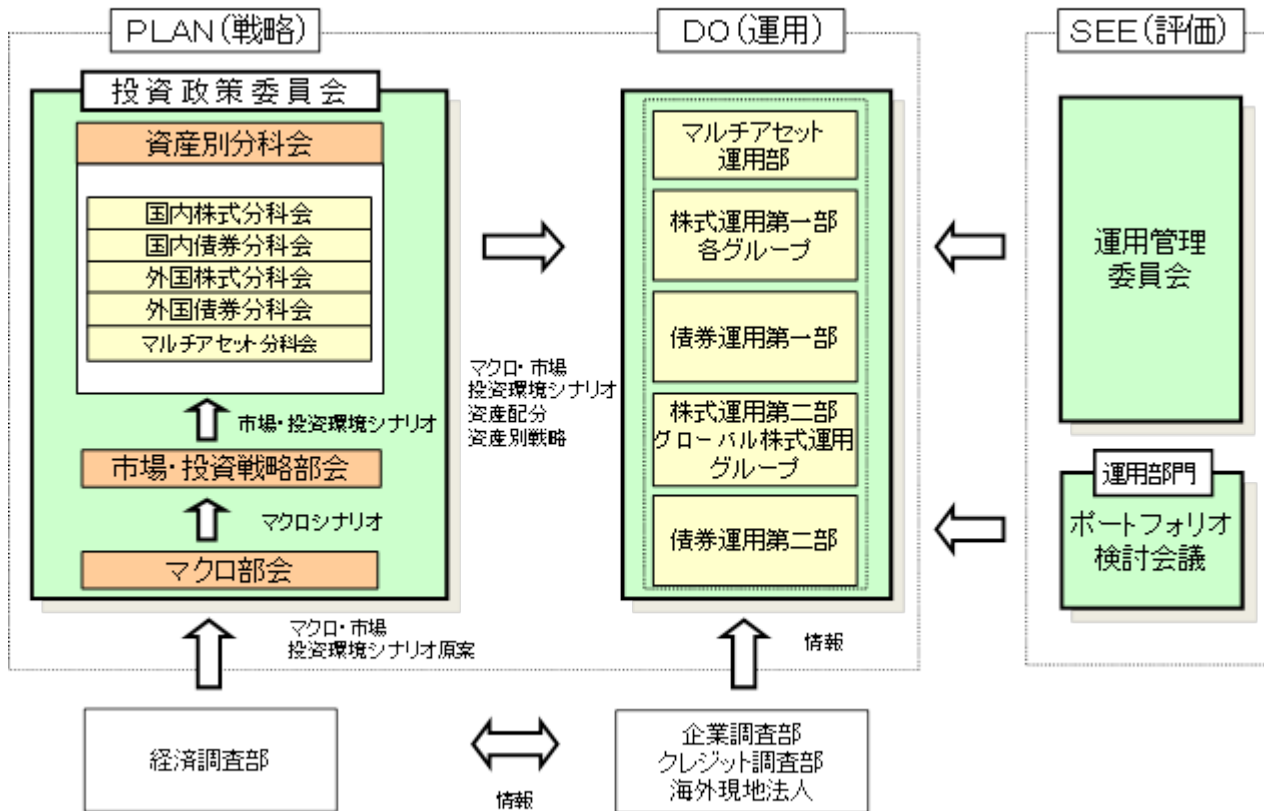 PLAN(戦略)
投資政策委員会
資産別分科会
国内株式分科会
国内債券分科会
外国株式分科会
外国債券分科会
マルチアセット分科会
市場・投資環境シナリオ
市場・投資戦略部会
マクロシナリオ
マクロ部会
マクロ・市場
投資環境シナリオ原案
経済調査部
マクロ・市場
投資環境シナリオ
資産配分
資産別戦略
DO(運用)
マルチアセット
運用部
株式運用第一部
各グループ
債券運用第一部
株式運用第二部
グローバル株式運用
グループ
債券運用第二部
情報
企業調査部
クレジット調査部
海外現地法人
情報
SEE(評価)
運用管理
委員会
運用部門
ポートフォリオ
検討会議